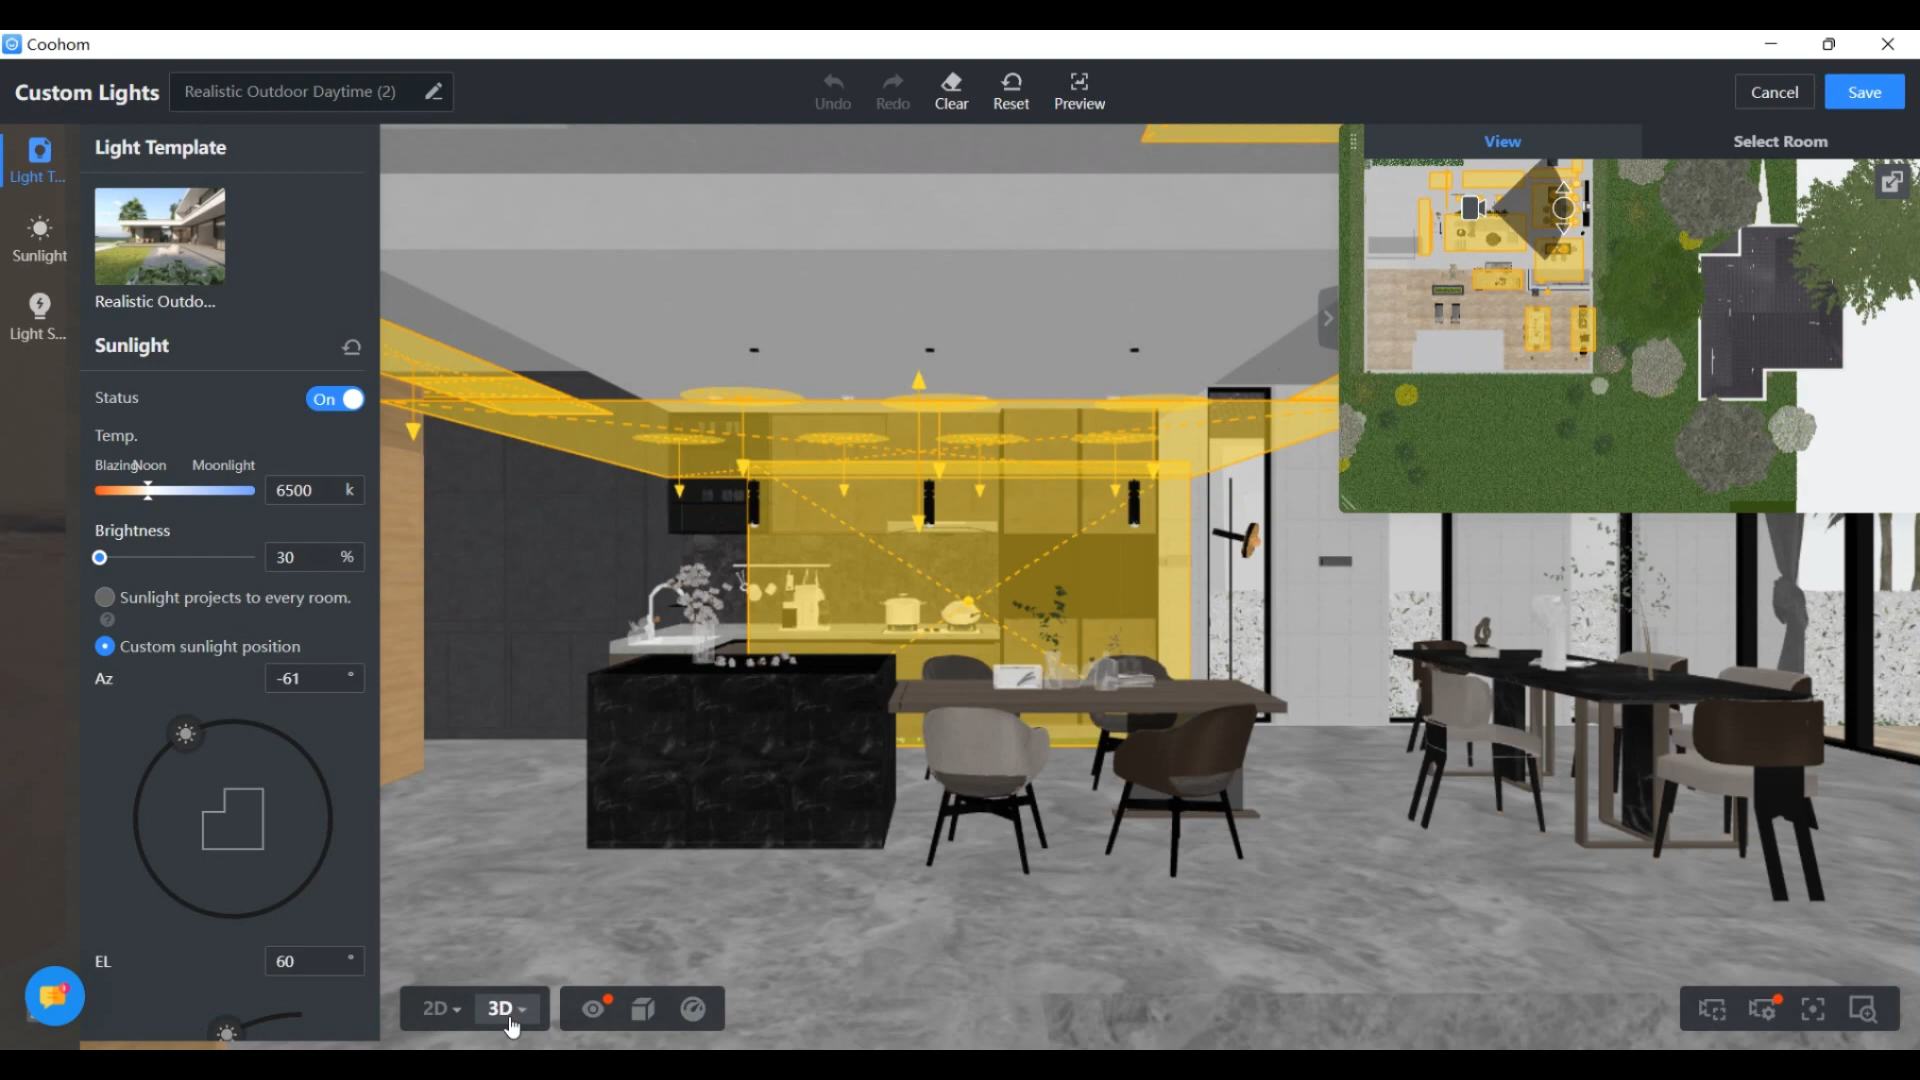 Coohom
Custom Lights
Realistic Outdoor Daytime (2)
Undo
Redo
Clear
Reset
Preview
Cancel
Save
Light T...
Sunlight
Light S...
Light Template
Realistic Outdo...
Sunlight
Status
On
Temp.
Blazing Noon Moonlight
6500 k
Brightness
30 %
Sunlight projects to every room.
?
Custom sunlight position
Az
-61 °
EL
60 °
View
Select Room
2D
3D